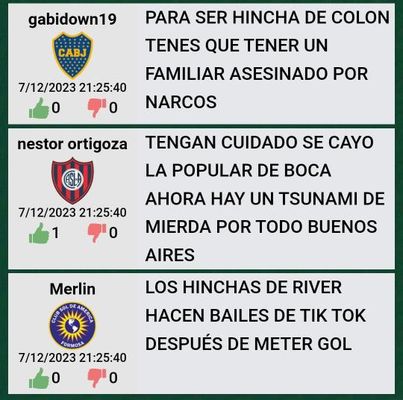 gabidown19
CABJ
7/12/2023 21:25:40
0 0
PARA SER HINCHA DE COLON
TENES QUE TENER UN
FAMILIAR ASESINADO POR
NARCOS
nestor ortigoza
7/12/2023 21:25:40
1 0
TENGAN CUIDADO SE CAYO
LA POPULAR DE BOCA
AHORA HAY UN TSUNAMI DE
MIERDA POR TODO BUENOS
AIRES
Merlin
CLUB SOL DE AMERICA
FORMOSA
7/12/2023 21:25:40
0 0
LOS HINCHAS DE RIVER
HACEN BAILES DE TIK TOK
DESPUÉS DE METER GOL